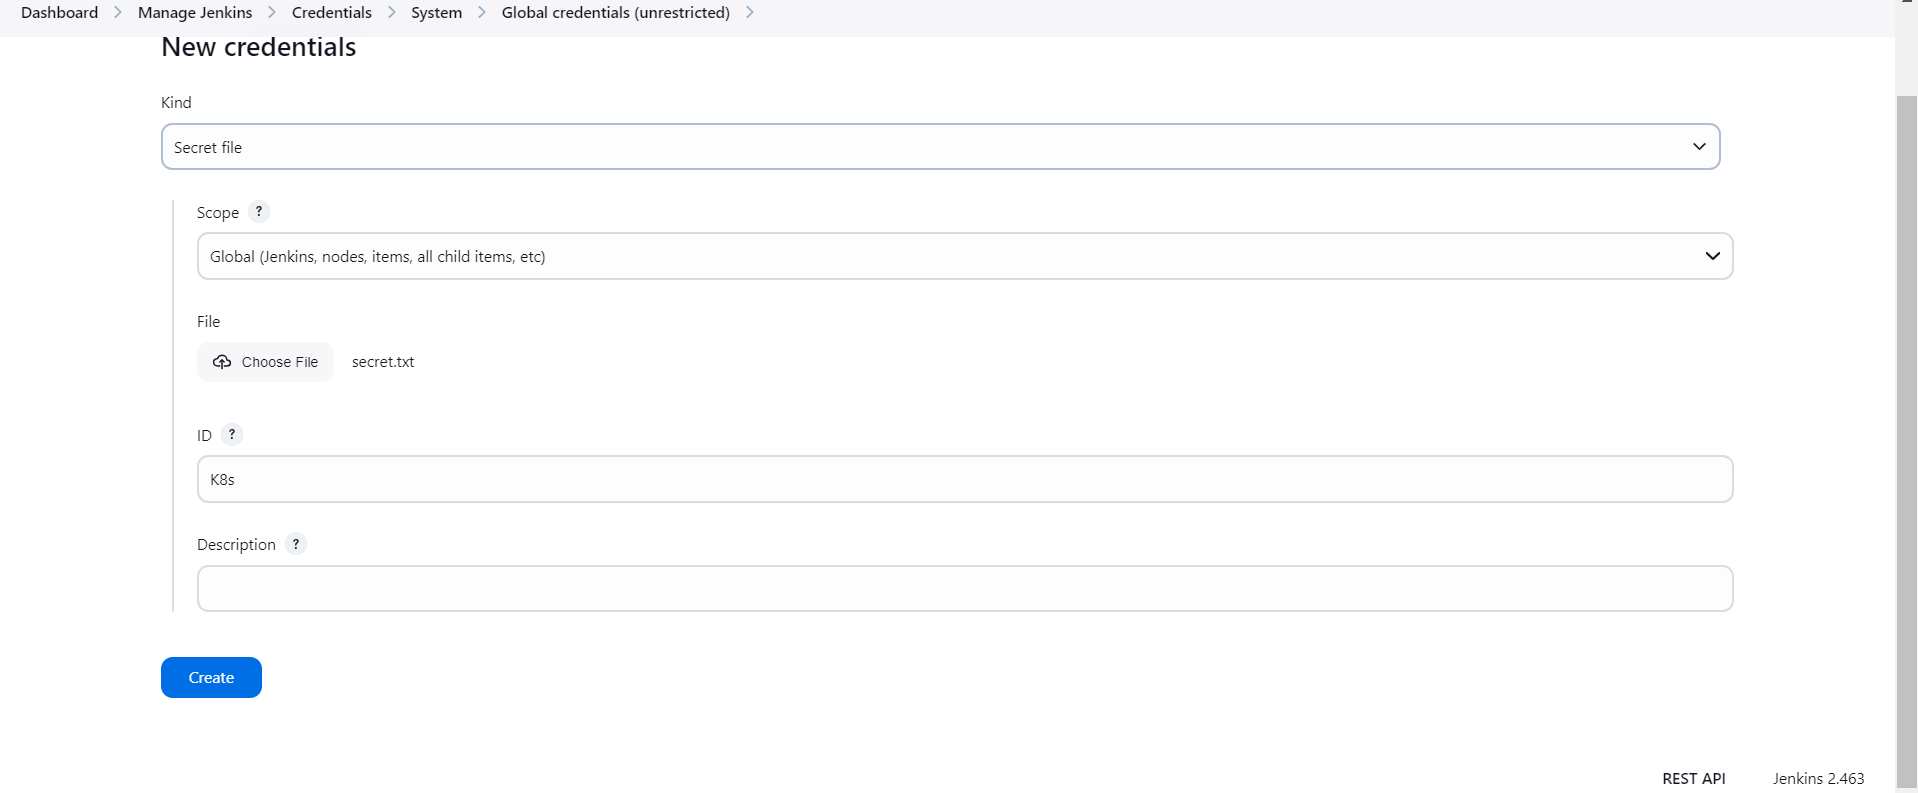 Dashboard > Manage Jenkins > Credentials > System > Global credentials (unrestricted) >
New credentials
Kind
Secret file
Scope ?
Global (Jenkins, nodes, items, all child items, etc)
File
Choose File secret.txt
ID ?
K8s
Description ?
Create
REST API Jenkins 2.463